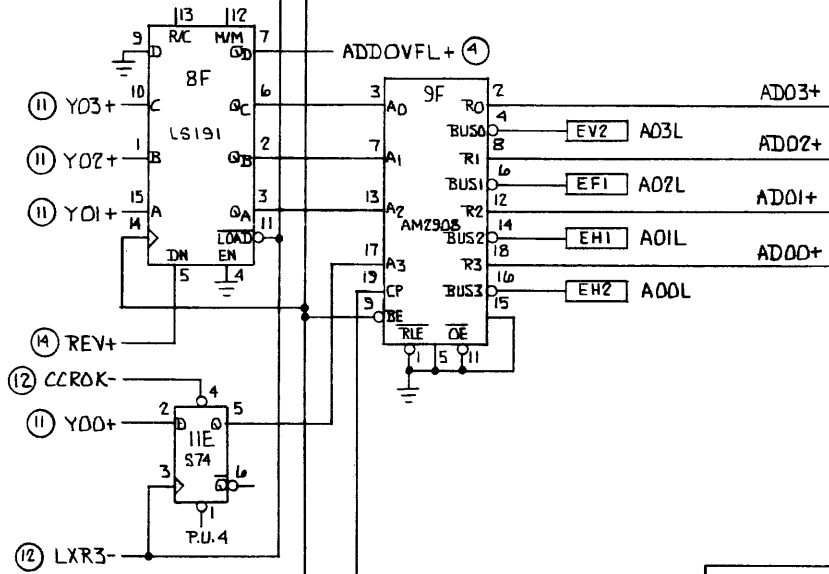 13 12
9 R/C M/M 7
D QD ADDOVFL+ 4
8F
10 6 3 9F 2 AD03+
11 Y03+ C QC A0 R0
4
LS191 BUS0 EV2 A03L
1 2 7 8 AD02+
11 Y02+ B QB A1 R1
6
BUS1 EF1 A02L
15 3 13 12 AD01+
11 Y01+ A QA A2 R2
14 11 AM2908 14
LOAD BUS2 EH1 A01L
DN EN 17 18 AD00+
5 4 A3 R3
19 16
CP BUS3 EH2 A00L
9 15
BE
14 REV+ RLE OE
1 5 11
12 CCROK- 4
2 5
11 Y00+ D Q
11E
S74
3 Q 6
1
P.U.4
12 LXR3-